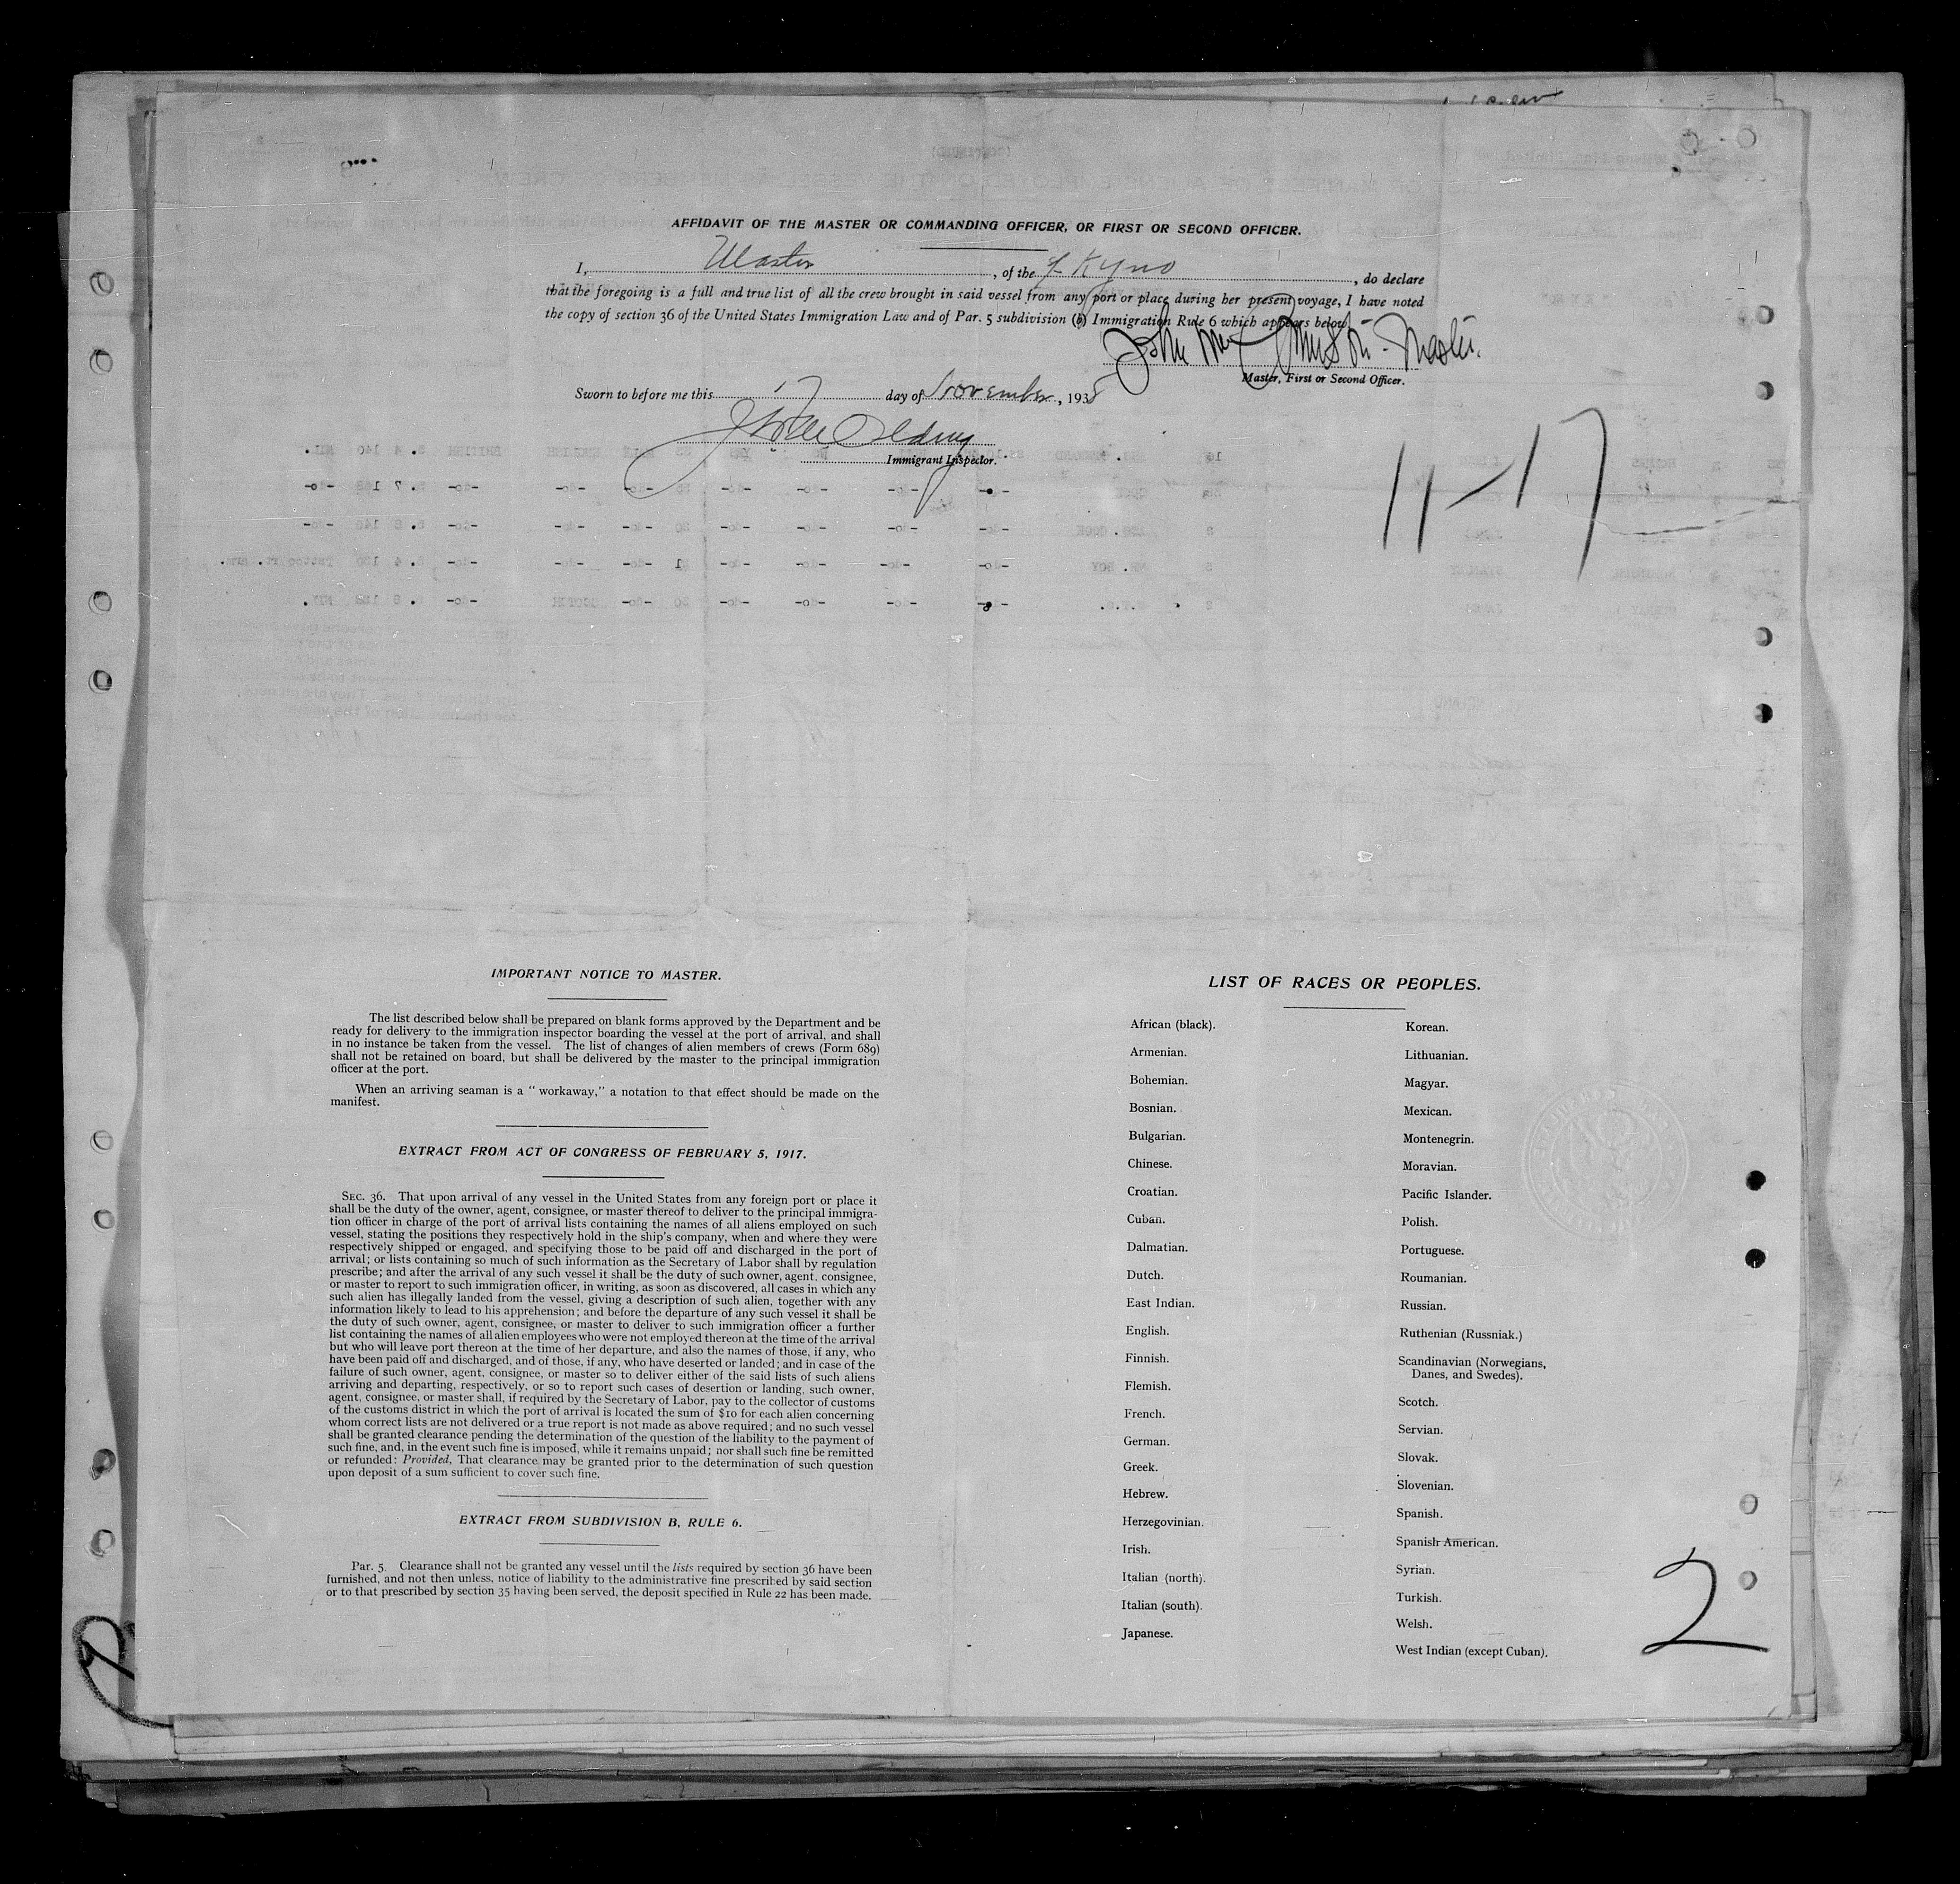 AFFIDAVIT OF THE MASTER OR COMMANDING OFFICER, OR FIRST OR SECOND OFFICER.
I, Master, of the Kyno, do declare
that the foregoing is a full and true list of all the crew brought in said vessel from any port or place during her present voyage, I have noted
the copy of section 36 of the United States Immigration Law and of Par. 5 subdivision (b) Immigration Rule 6 which appears below.
John Master.
Master, First or Second Officer.
Sworn to before me this 17 day of November, 1938
Immigrant Inspector.
11-17
IMPORTANT NOTICE TO MASTER.
The list described below shall be prepared on blank forms approved by the Department and be
ready for delivery to the immigration inspector boarding the vessel at the port of arrival, and shall
in no instance be taken from the vessel. The list of changes of alien members of crews (Form 689)
shall not be retained on board, but shall be delivered by the master to the principal immigration
officer at the port.
When an arriving seaman is a "workaway," a notation to that effect should be made on the
manifest.
EXTRACT FROM ACT OF CONGRESS OF FEBRUARY 5, 1917.
SEC. 36. That upon arrival of any vessel in the United States from any foreign port or place it
shall be the duty of the owner, agent, consignee, or master thereof to deliver to the principal immigra-
tion officer in charge of the port of arrival lists containing the names of all aliens employed on such
vessel, stating the positions they respectively hold in the ship's company, when and where they were
respectively shipped or engaged, and specifying those to be paid off and discharged in the port of
arrival; or lists containing so much of such information as the Secretary of Labor shall by regulation
prescribe; and after the arrival of any such vessel it shall be the duty of such owner, agent, consignee,
or master to report to such immigration officer, in writing, as soon as discovered, all cases in which any
such alien has illegally landed from the vessel, giving a description of such alien, together with any
information likely to lead to his apprehension; and before the departure of any such vessel it shall be
the duty of such owner, agent, consignee, or master to deliver to such immigration officer a further
list containing the names of all alien employees who were not employed thereon at the time of the arrival
but who will leave port thereon at the time of her departure, and also the names of those, if any, who
have been paid off and discharged, and of those, if any, who have deserted or landed; and in case of the
failure of such owner, agent, consignee, or master so to deliver either of the said lists of such aliens
arriving and departing, respectively, or so to report such cases of desertion or landing, such owner,
agent, consignee, or master shall, if required by the Secretary of Labor, pay to the collector of customs
of the customs district in which the port of arrival is located the sum of $10 for each alien concerning
whom correct lists are not delivered or a true report is not made as above required; and no such vessel
shall be granted clearance pending the determination of the question of the liability to the payment of
such fine, and, in the event such fine is imposed, while it remains unpaid; nor shall such fine be remitted
or refunded: Provided, That clearance may be granted prior to the determination of such question
upon deposit of a sum sufficient to cover such fine.
EXTRACT FROM SUBDIVISION B, RULE 6.
Par. 5. Clearance shall not be granted any vessel until the lists required by section 36 have been
furnished, and not then unless, notice of liability to the administrative fine prescribed by said section
or to that prescribed by section 35 having been served, the deposit specified in Rule 22 has been made.
LIST OF RACES OR PEOPLES.
African (black).
Armenian.
Bohemian.
Bosnian.
Bulgarian.
Chinese.
Croatian.
Cuban.
Dalmatian.
Dutch.
East Indian.
English.
Finnish.
Flemish.
French.
German.
Greek.
Hebrew.
Herzegovinian.
Irish.
Italian (north).
Italian (south).
Japanese.
Korean.
Lithuanian.
Magyar.
Mexican.
Montenegrin.
Moravian.
Pacific Islander.
Polish.
Portuguese.
Roumanian.
Russian.
Ruthenian (Russniak.)
Scandinavian (Norwegians,
Danes, and Swedes).
Scotch.
Servian.
Slovak.
Slovenian.
Spanish.
Spanish American.
Syrian.
Turkish.
Welsh.
West Indian (except Cuban).
2